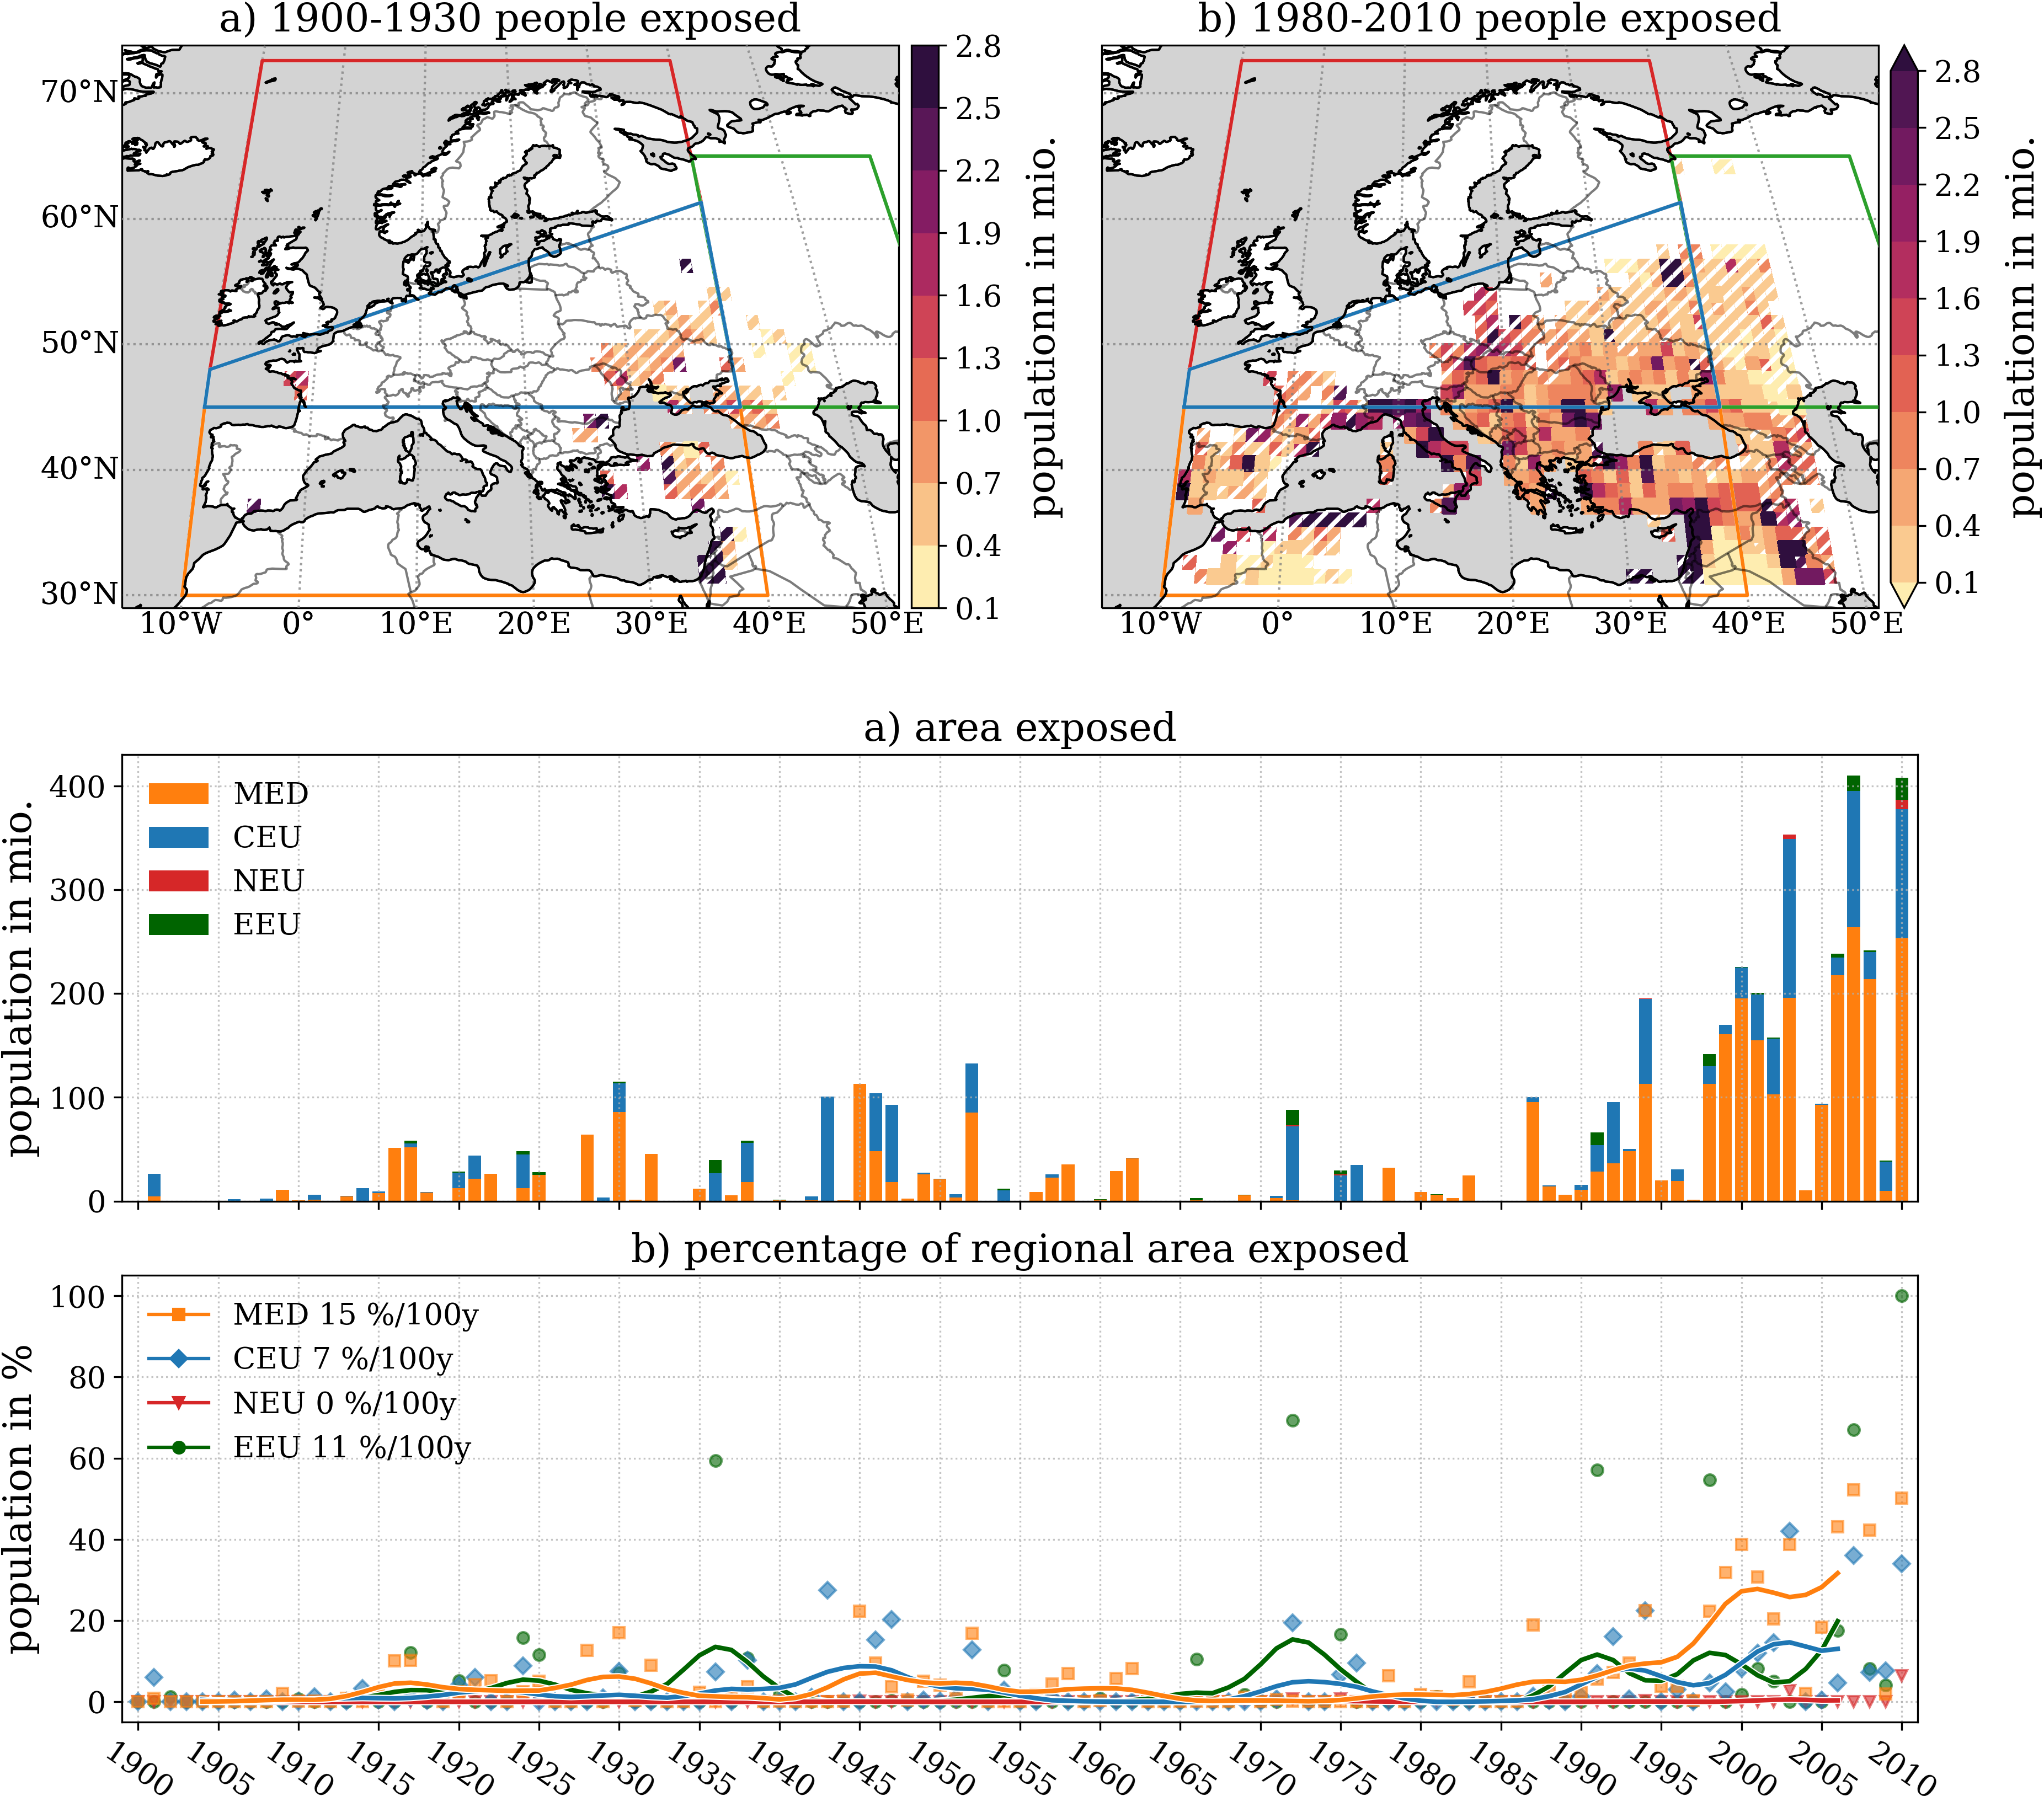 a) 1900-1930 people exposed
b) 1980-2010 people exposed
70°N
60°N
50°N
40°N
30°N
10°W
0°
10°E
20°E
30°E
40°E
50°E
2.8
2.5
2.2
1.9
1.6
1.3
1.0
0.7
0.4
0.1
populationn in mio.
10°W
0°
10°E
20°E
30°E
40°E
50°E
2.8
2.5
2.2
1.9
1.6
1.3
1.0
0.7
0.4
0.1
populationn in mio.
a) area exposed
population in mio.
400
300
200
100
0
MED
CEU
NEU
EEU
b) percentage of regional area exposed
population in %
100
80
60
40
20
0
MED 15 %/100y
CEU 7 %/100y
NEU 0 %/100y
EEU 11 %/100y
1900
1905
1910
1915
1920
1925
1930
1935
1940
1945
1950
1955
1960
1965
1970
1975
1980
1985
1990
1995
2000
2005
2010